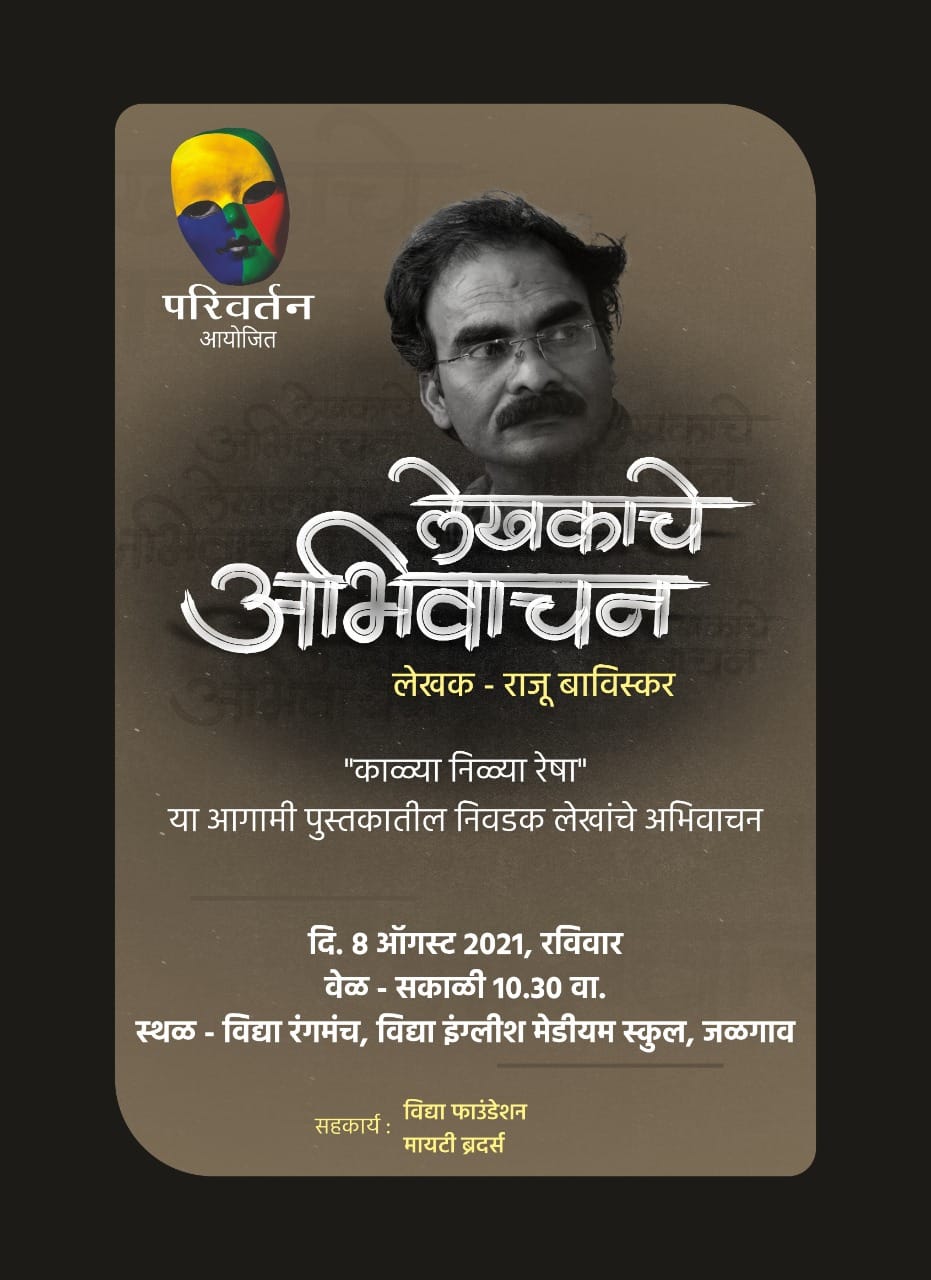 परिवर्तन
आयोजित
लेखकाचे
अभिवाचन
लेखक - राजू बाविस्कर
"काळ्या निळ्या रेषा"
या आगामी पुस्तकातील निवडक लेखांचे अभिवाचन
दि. 8 ऑगस्ट 2021, रविवार
वेळ - सकाळी 10.30 वा.
स्थळ - विद्या रंगमंच, विद्या इंग्लीश मेडीयम स्कुल, जळगाव
सहकार्य :
विद्या फाउंडेशन
मायटी ब्रदर्स